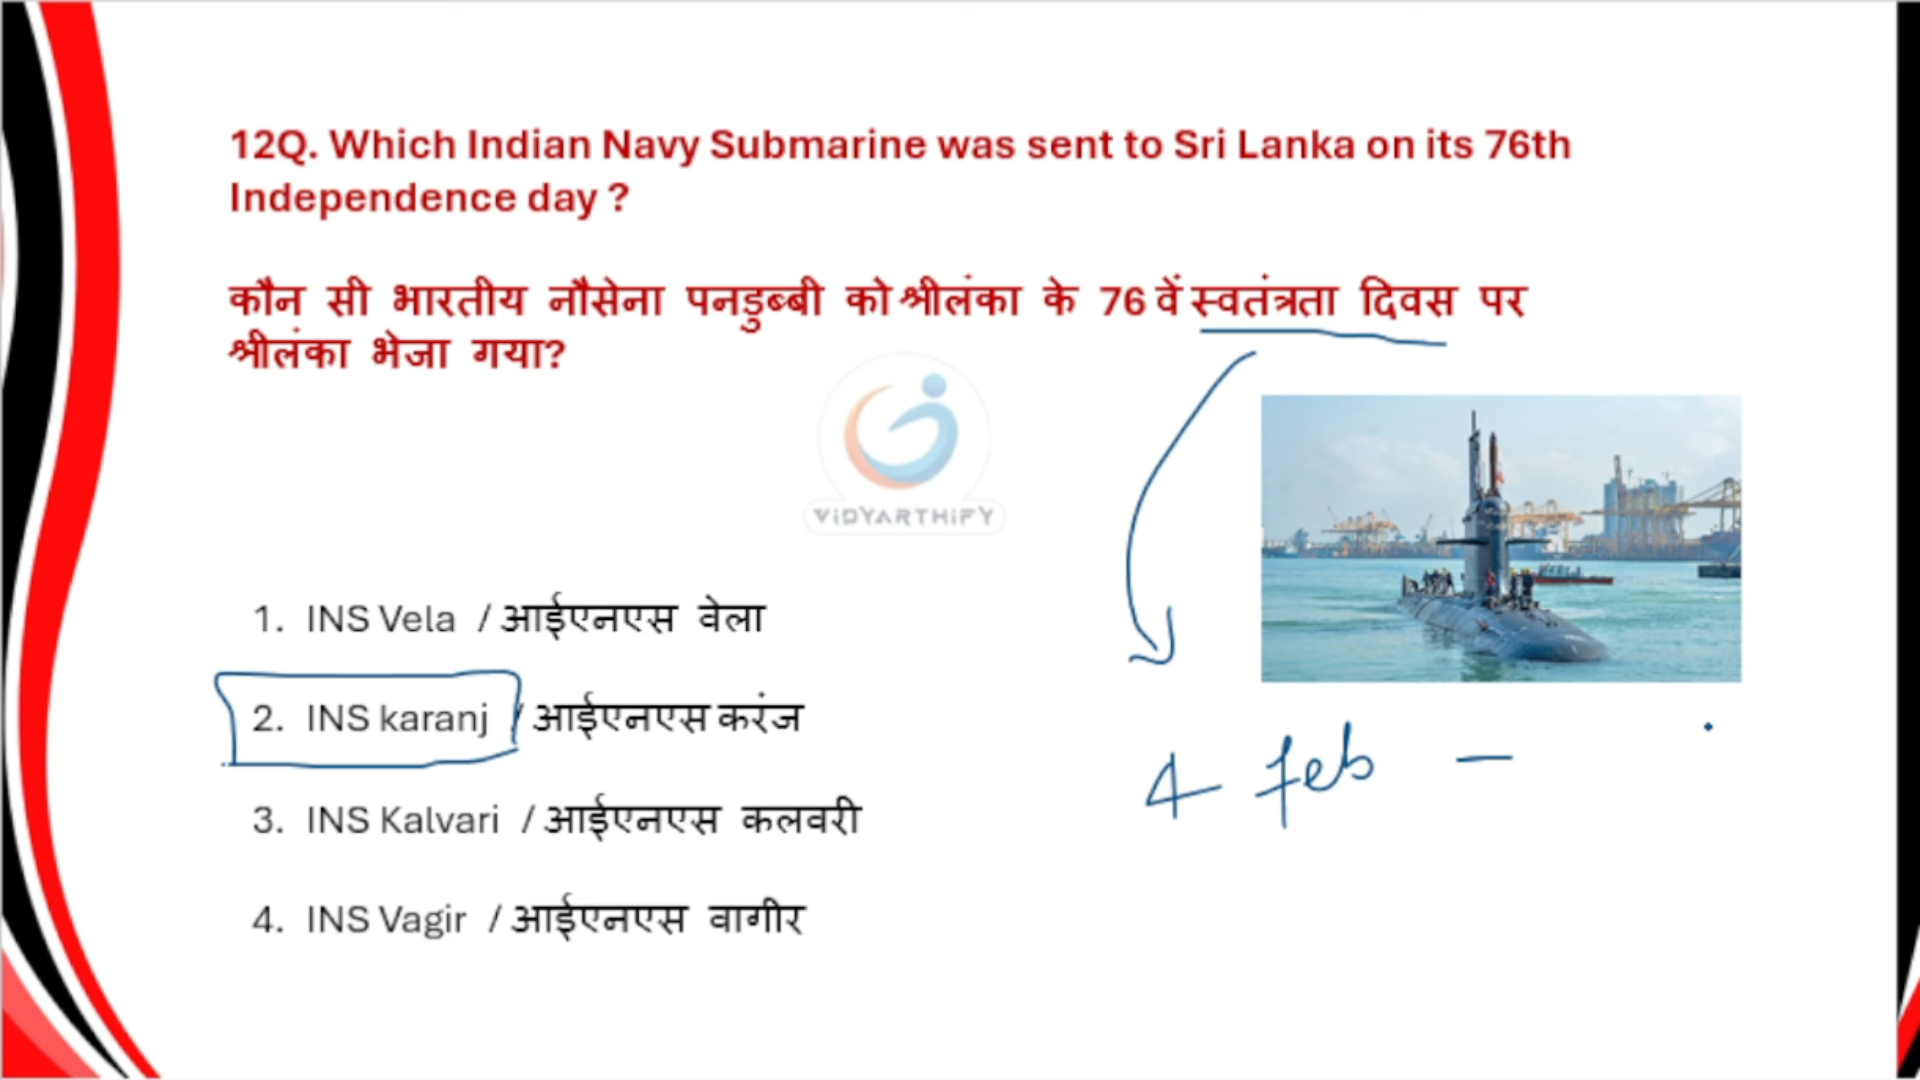 12Q. Which Indian Navy Submarine was sent to Sri Lanka on its 76th
Independence day ?
कौन सी भारतीय नौसेना पनडुब्बी को श्रीलंका के 76 वें स्वतंत्रता दिवस पर
श्रीलंका भेजा गया?
ViDYARTHiFY
1. INS Vela / आईएनएस वेला
2. INS karanj / आईएनएस करंज
4 feb –
3. INS Kalvari / आईएनएस कलवरी
4. INS Vagir / आईएनएस वागीर